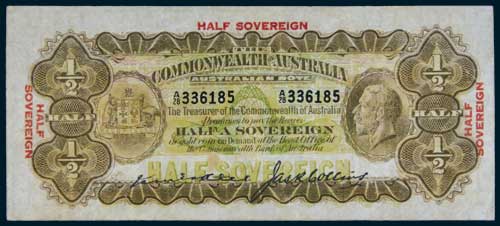 HALF SOVEREIGN
THE
COMMONWEALTH OF AUSTRALIA
AUSTRALIAN NOTE
1/2 1/2
A/28 336185 A/28 336185
The Treasurer of the Commonwealth of Australia
Promises to pay the Bearer
HALF HALF-A-SOVEREIGN HALF
HALF SOVEREIGN HALF SOVEREIGN
in Gold coin on Demand at the Head Office of
the Commonwealth Bank of Australia
HALF SOVEREIGN
1/2 1/2
Jas R Collins